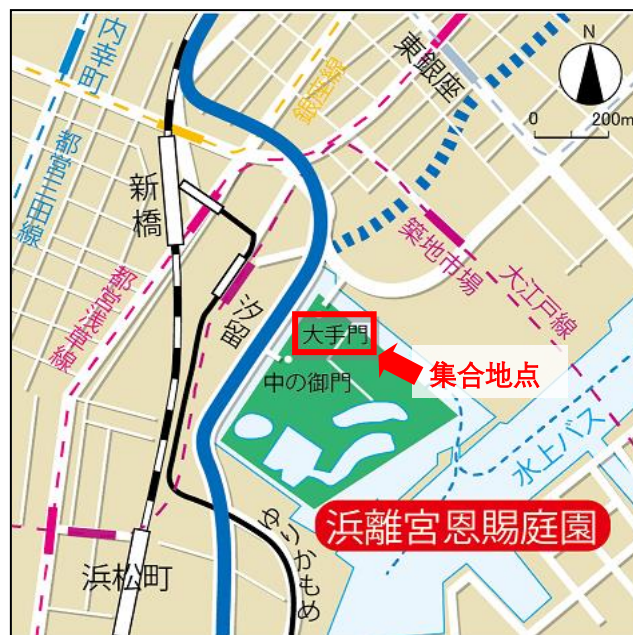 内幸町
都営三田線
新橋
銀座線
東銀座
N
0 200m
築地市場
大江戸線
都営浅草線
汐留
大手門
中の御門
集合地点
水上バス
浜離宮恩賜庭園
ゆりかもめ
浜松町